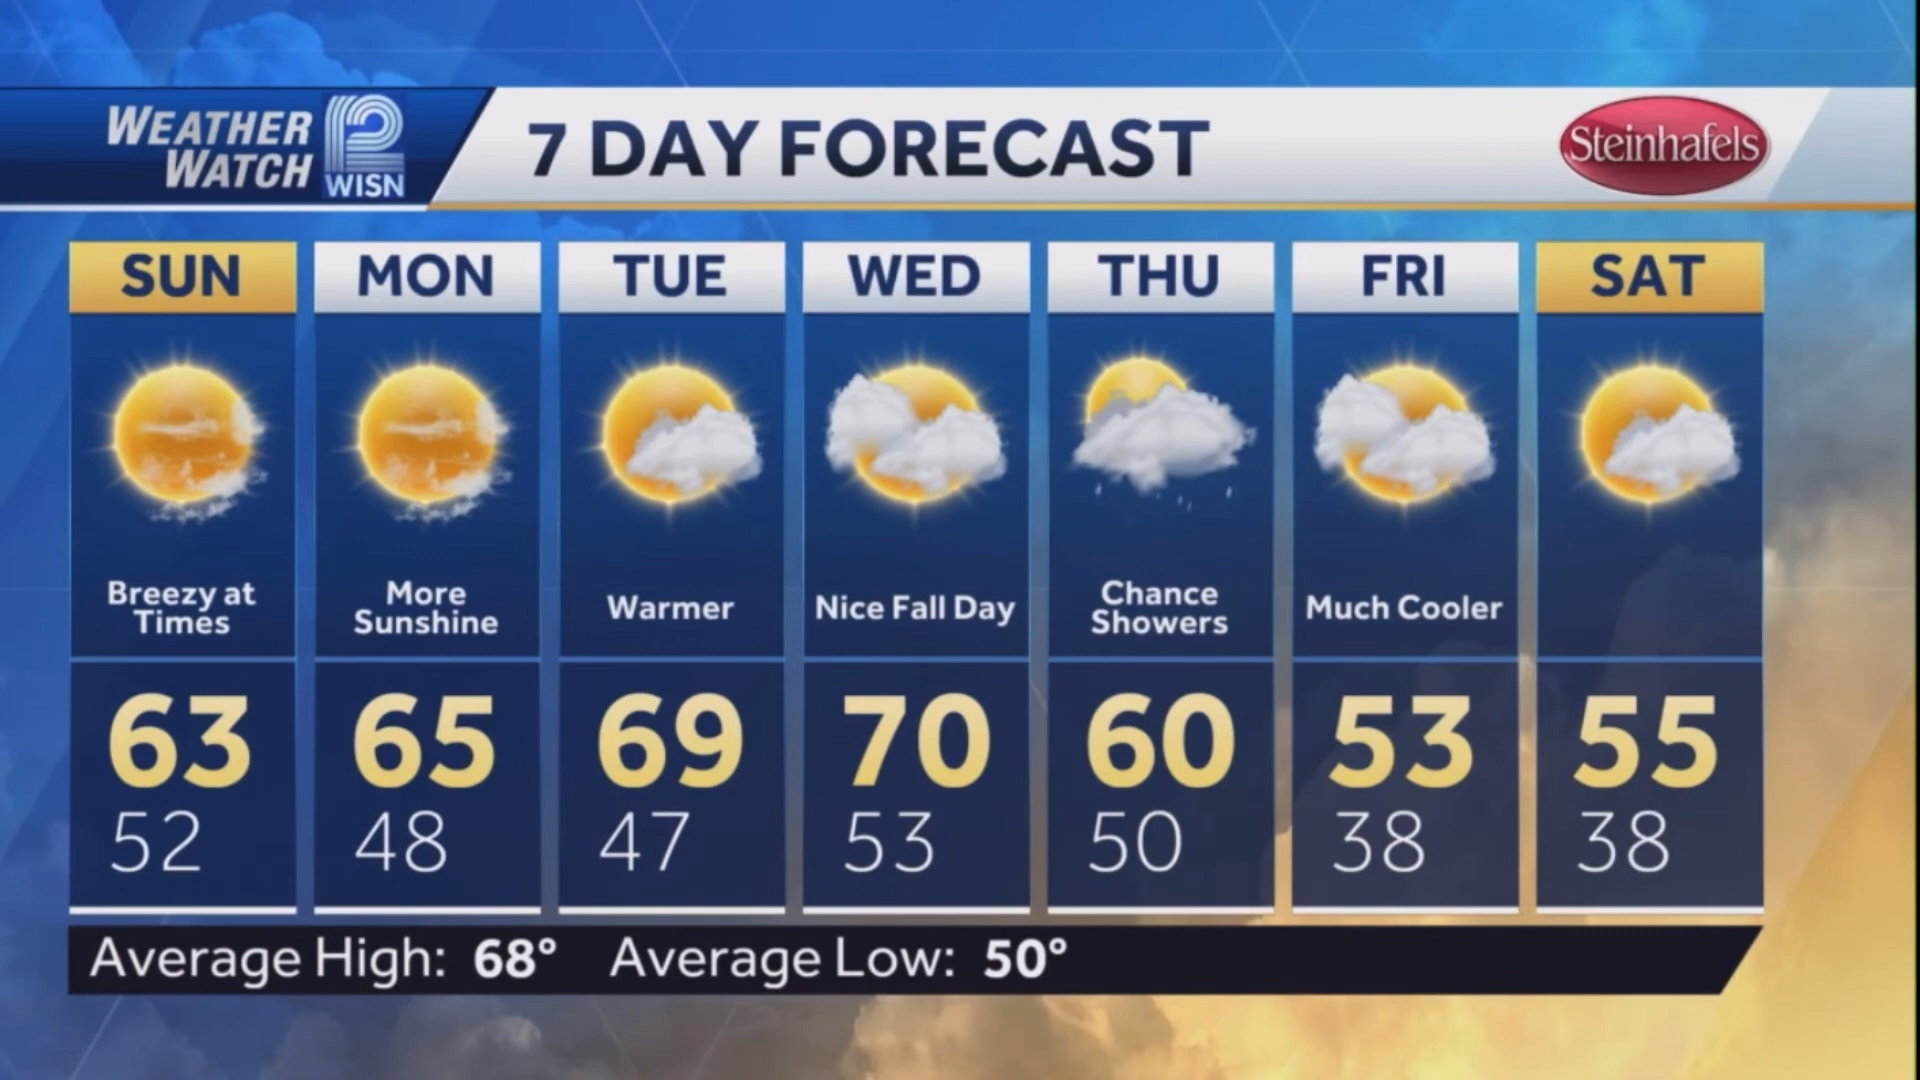 WEATHER WATCH 12 WISN
7 DAY FORECAST
Steinhafels
SUN MON TUE WED THU FRI SAT
Breezy at Times
More Sunshine
Warmer
Nice Fall Day
Chance Showers
Much Cooler
63 65 69 70 60 53 55
52 48 47 53 50 38 38
Average High: 68° Average Low: 50°